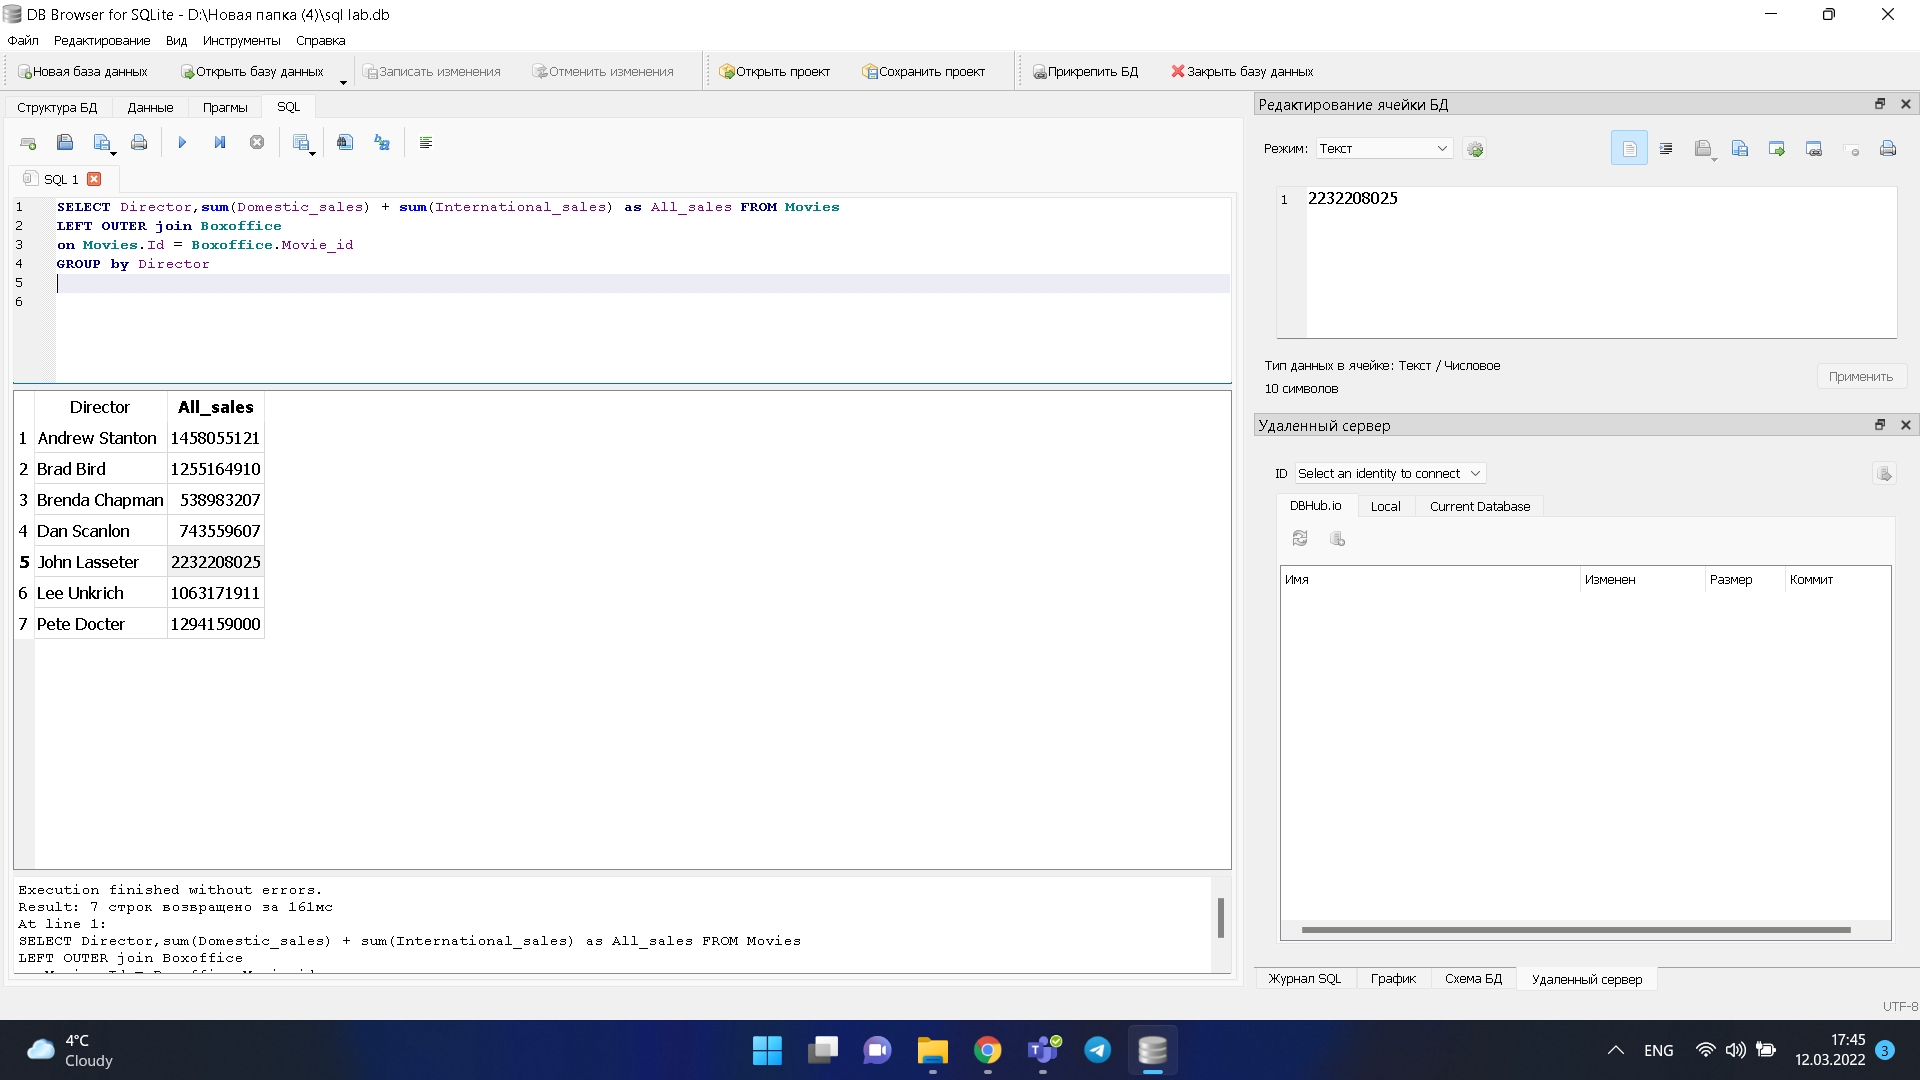 DB Browser for SQLite - D:\Новая папка (4)\sql lab.db
Файл Редактирование Вид Инструменты Справка
Новая база данных Открыть базу данных Записать изменения Отменить изменения Открыть проект Сохранить проект Прикрепить БД Закрыть базу данных
Структура БД Данные Прагмы SQL
SQL 1
1 SELECT Director,sum(Domestic_sales) + sum(International_sales) as All_sales FROM Movies
2 LEFT OUTER join Boxoffice
3 on Movies.Id = Boxoffice.Movie_id
4 GROUP by Director
5
6
Director All_sales
1 Andrew Stanton 1458055121
2 Brad Bird 1255164910
3 Brenda Chapman 538983207
4 Dan Scanlon 743559607
5 John Lasseter 2232208025
6 Lee Unkrich 1063171911
7 Pete Docter 1294159000
Execution finished without errors.
Result: 7 строк возвращено за 161мс
At line 1:
SELECT Director,sum(Domestic_sales) + sum(International_sales) as All_sales FROM Movies
LEFT OUTER join Boxoffice
Редактирование ячейки БД
Режим: Текст
1 2232208025
Тип данных в ячейке: Текст / Числовое
10 символов
Применить
Удаленный сервер
ID Select an identity to connect
DBHub.io Local Current Database
Имя Изменен Размер Коммит
Журнал SQL График Схема БД Удаленный сервер
UTF-8
4°C
Cloudy
ENG
17:45
12.03.2022
3